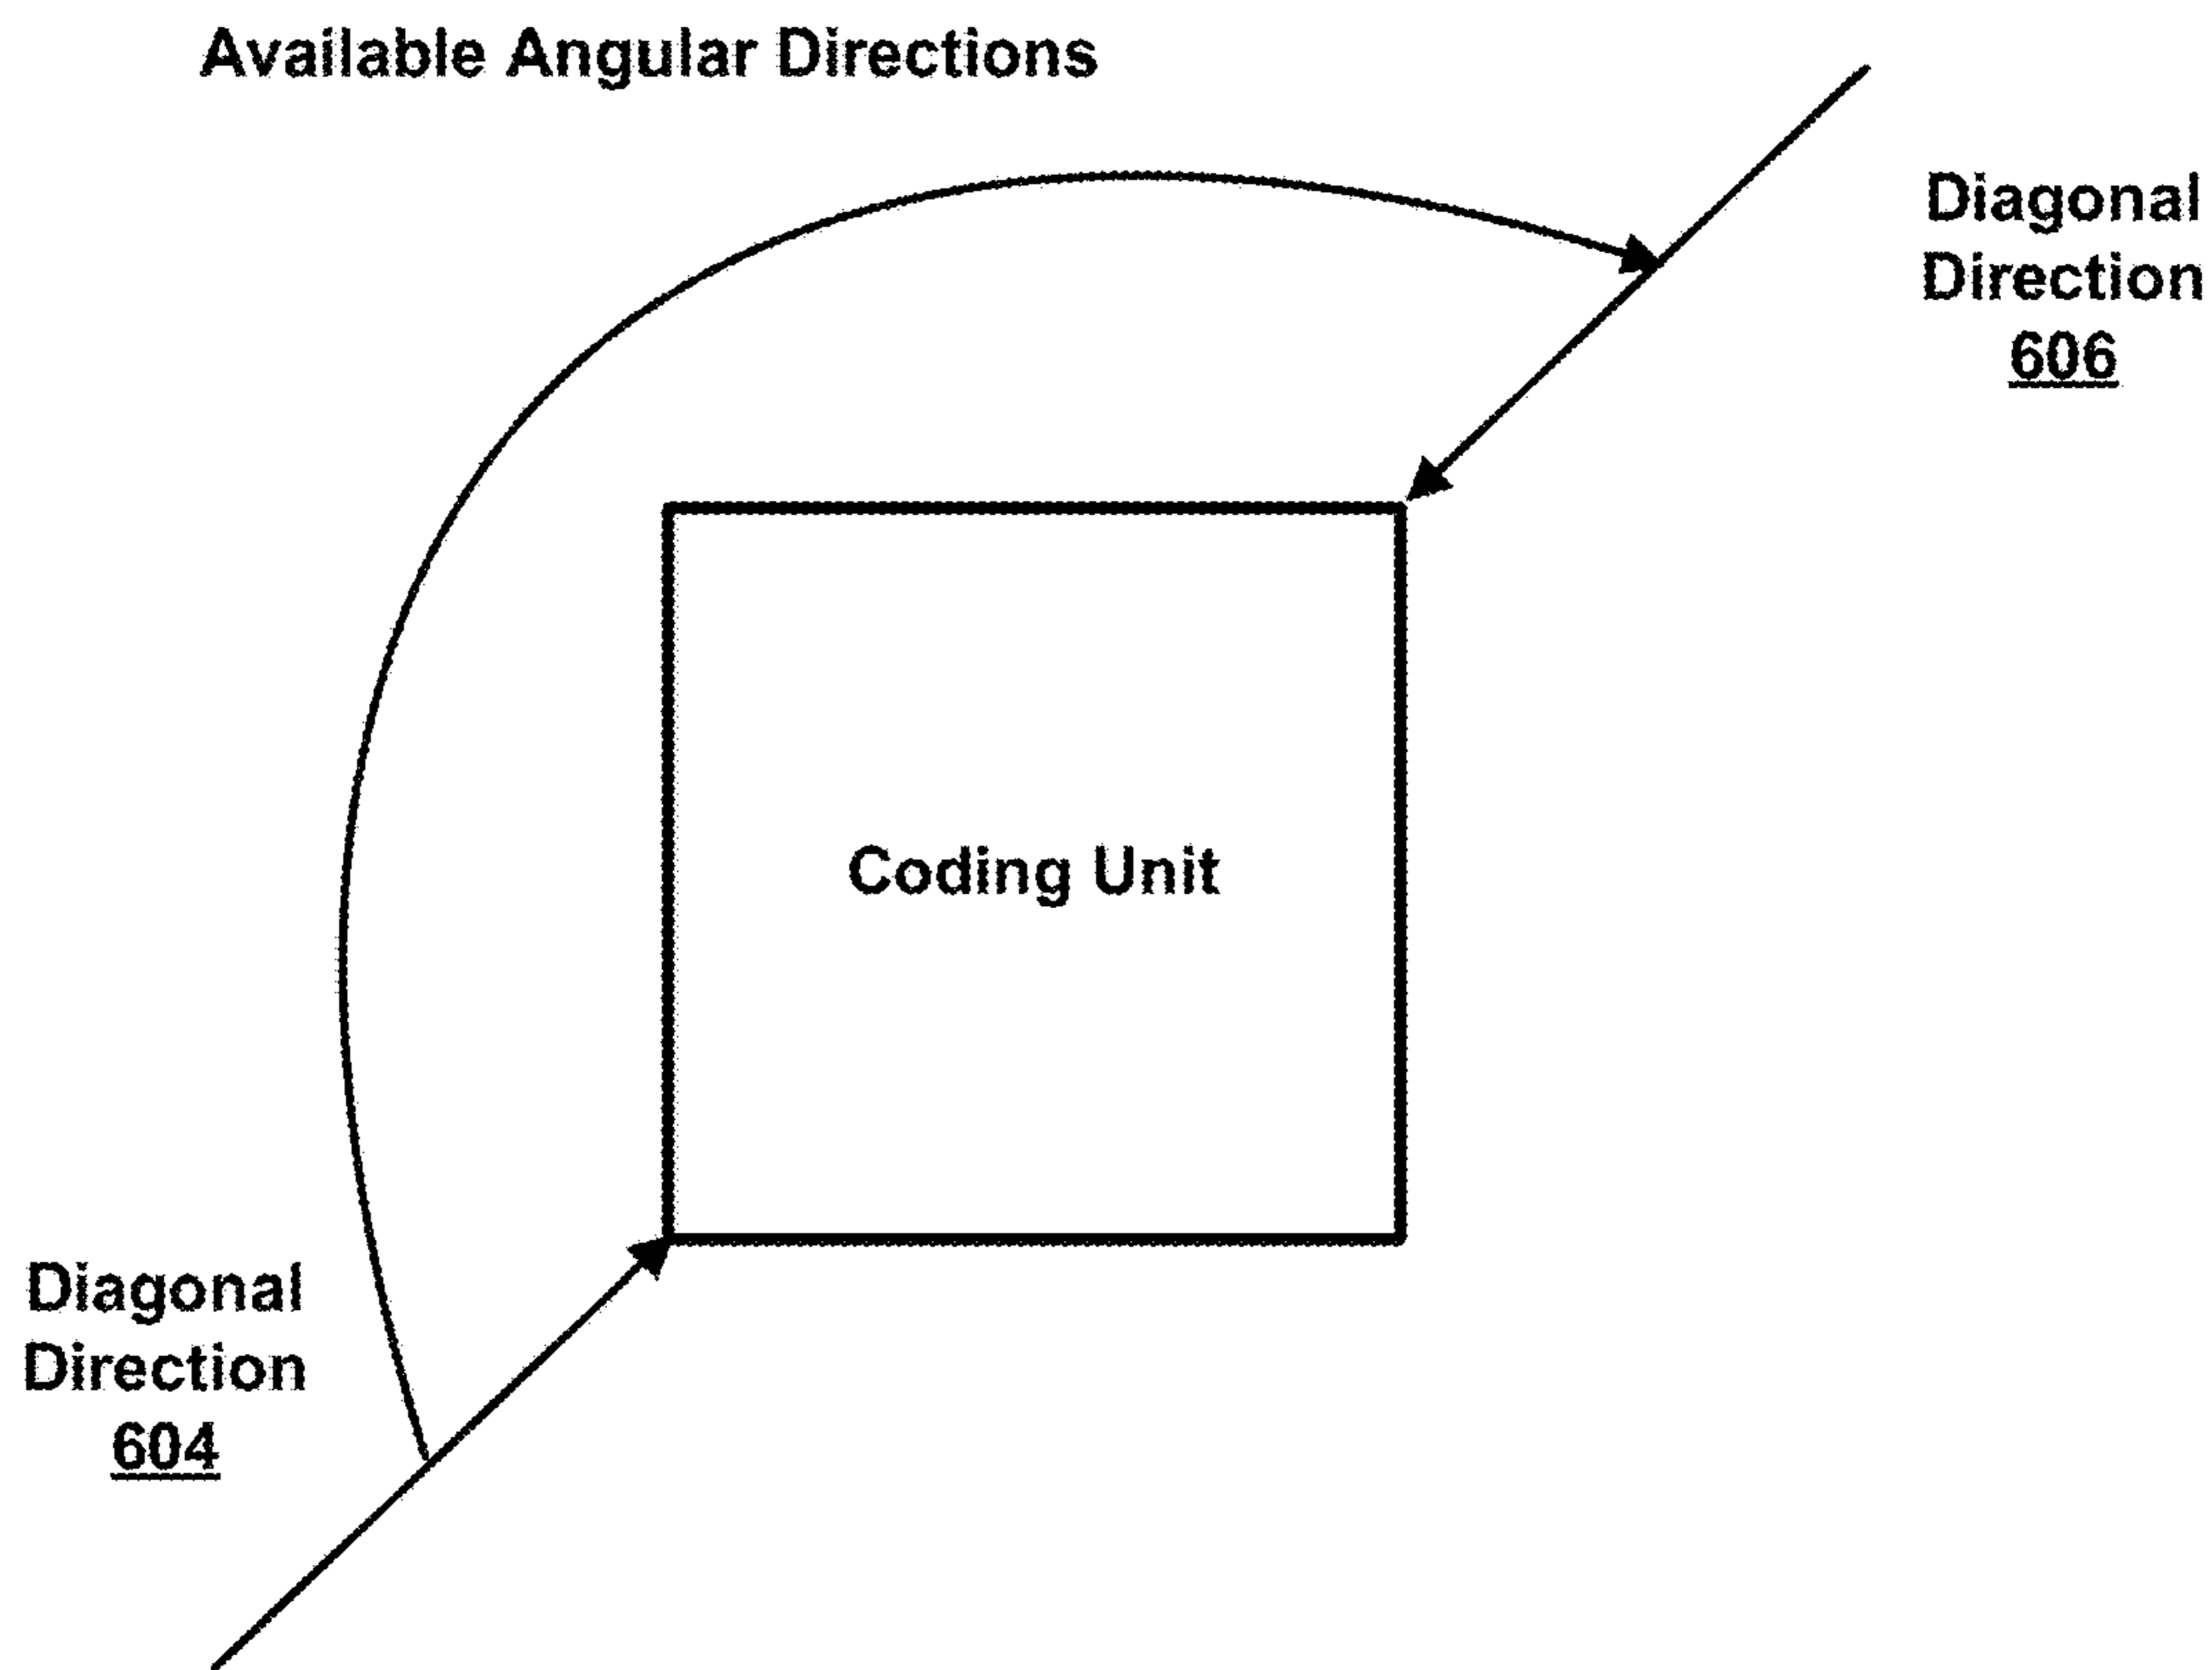 Available Angular Directions
Diagonal
Direction
606
Coding Unit
Diagonal
Direction
604